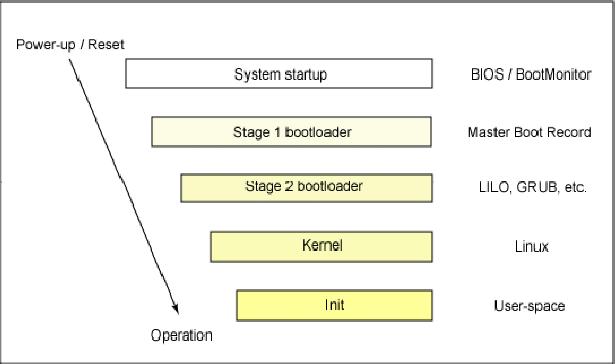 Power-up / Reset
System startup
BIOS / BootMonitor
Stage 1 bootloader
Master Boot Record
Stage 2 bootloader
LILO, GRUB, etc.
Kernel
Linux
Init
User-space
Operation